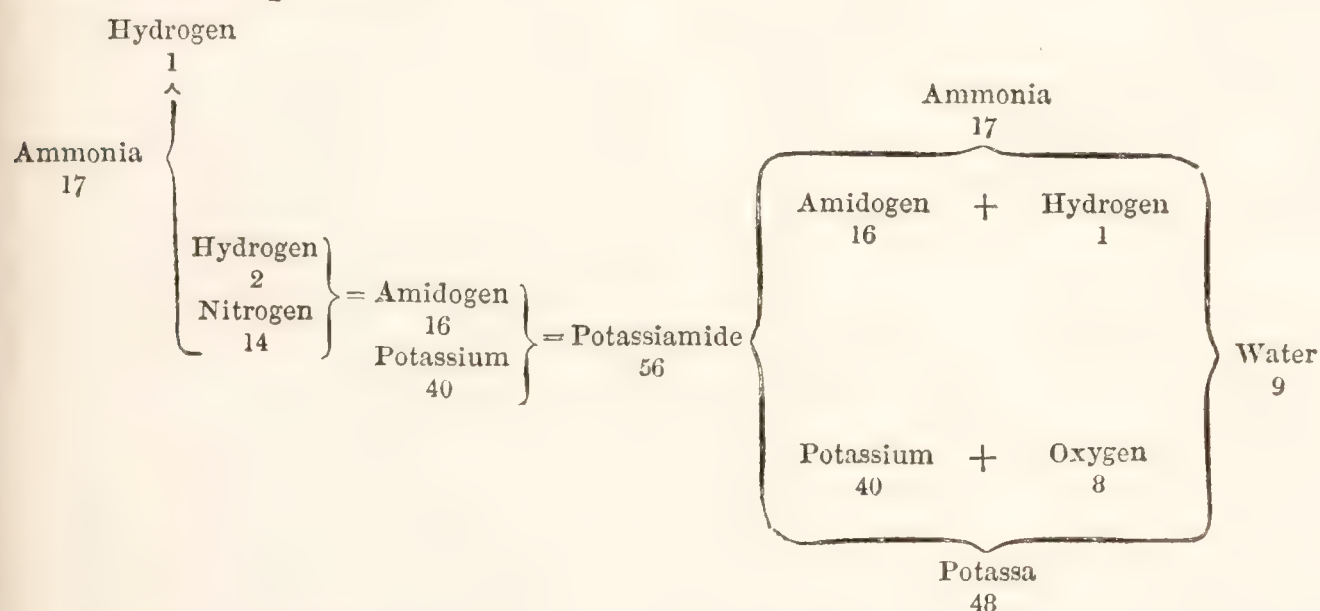 Hydrogen
1
Ammonia
17
Hydrogen
2
Nitrogen
14
= Amidogen
16
Potassium
40
= Potassiamide
56
Ammonia
17
Amidogen + Hydrogen
16 1
Potassium + Oxygen
40 8
Potassa
48
Water
9